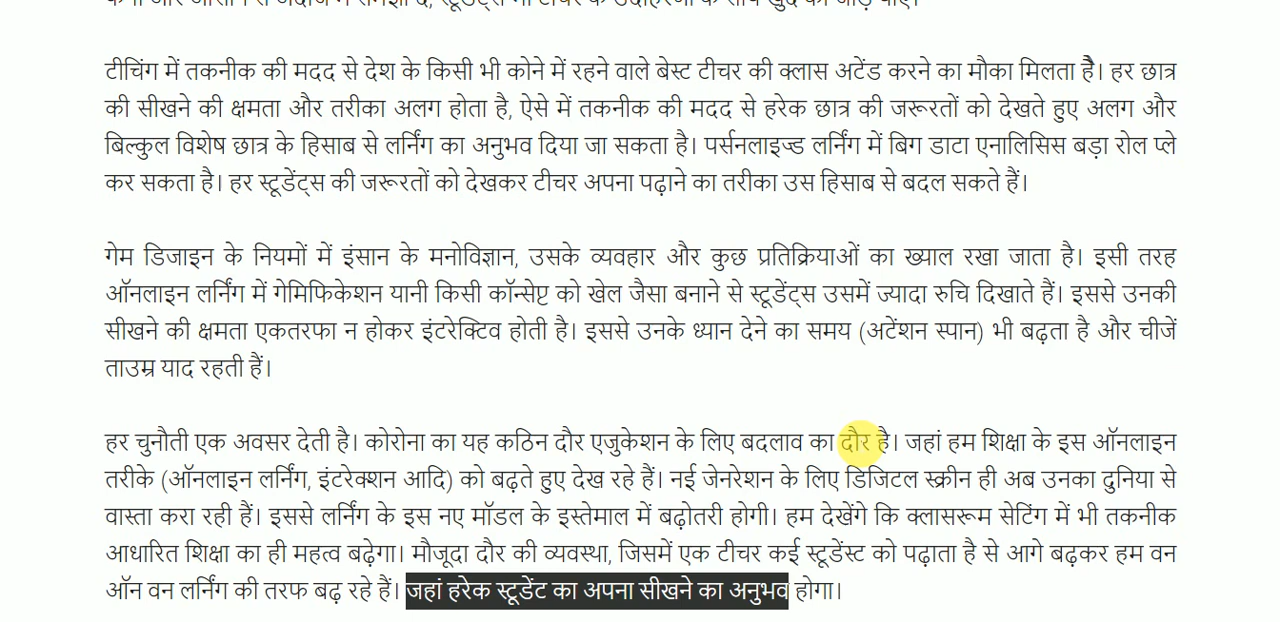 टीचिंग में तकनीक की मदद से देश के किसी भी कोने में रहने वाले बेस्ट टीचर की क्लास अटेंड करने का मौका मिलता है। हर छात्र
की सीखने की क्षमता और तरीका अलग होता है, ऐसे में तकनीक की मदद से हरेक छात्र की जरूरतों को देखते हुए अलग और
बिल्कुल विशेष छात्र के हिसाब से लर्निंग का अनुभव दिया जा सकता है। पर्सनलाइज्ड लर्निंग में बिग डाटा एनालिसिस बड़ा रोल प्ले
कर सकता है। हर स्टूडेंट्स की जरूरतों को देखकर टीचर अपना पढ़ाने का तरीका उस हिसाब से बदल सकते हैं।
गेम डिजाइन के नियमों में इंसान के मनोविज्ञान, उसके व्यवहार और कुछ प्रतिक्रियाओं का ख्याल रखा जाता है। इसी तरह
ऑनलाइन लर्निंग में गेमिफिकेशन यानी किसी कॉन्सेप्ट को खेल जैसा बनाने से स्टूडेंट्स उसमें ज्यादा रुचि दिखाते हैं। इससे उनकी
सीखने की क्षमता एकतरफा न होकर इंटरेक्टिव होती है। इससे उनके ध्यान देने का समय (अटेंशन स्पान) भी बढ़ता है और चीजें
ताउम्र याद रहती हैं।
हर चुनौती एक अवसर देती है। कोरोना का यह कठिन दौर एजुकेशन के लिए बदलाव का दौर है। जहां हम शिक्षा के इस ऑनलाइन
तरीके (ऑनलाइन लर्निंग, इंटरेक्शन आदि) को बढ़ते हुए देख रहे हैं। नई जेनरेशन के लिए डिजिटल स्क्रीन ही अब उनका दुनिया से
वास्ता करा रही हैं। इससे लर्निंग के इस नए मॉडल के इस्तेमाल में बढ़ोतरी होगी। हम देखेंगे कि क्लासरूम सेटिंग में भी तकनीक
आधारित शिक्षा का ही महत्व बढ़ेगा। मौजूदा दौर की व्यवस्था, जिसमें एक टीचर कई स्टूडेंस्ट को पढ़ाता है से आगे बढ़कर हम वन
ऑन वन लर्निंग की तरफ बढ़ रहे हैं। जहां हरेक स्टूडेंट का अपना सीखने का अनुभव होगा।